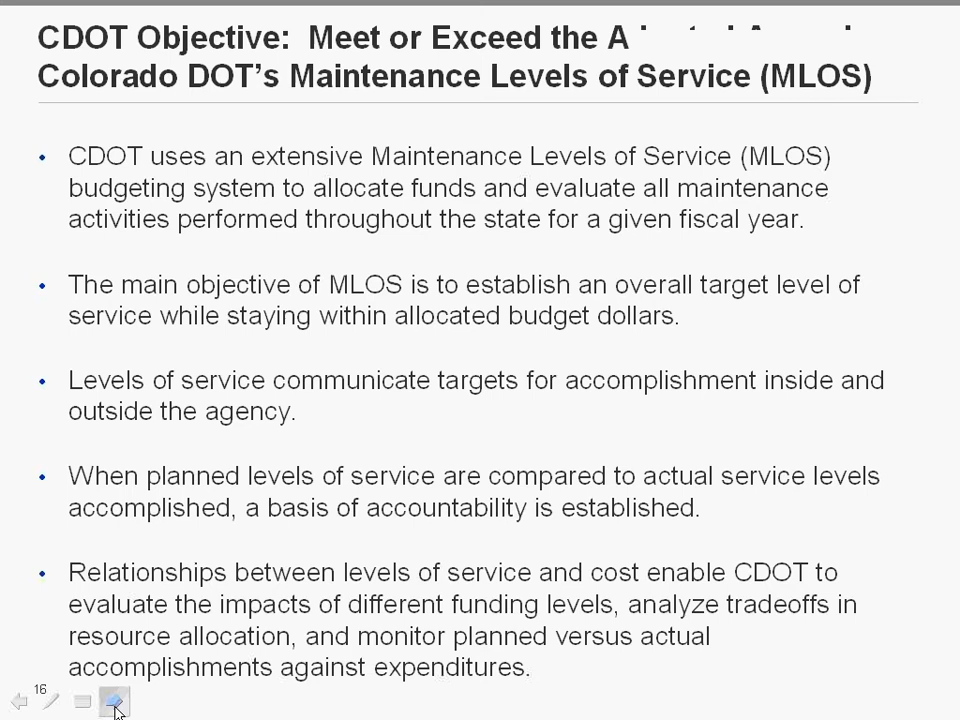 CDOT Objective: Meet or Exceed the A
Colorado DOT's Maintenance Levels of Service (MLOS)
• CDOT uses an extensive Maintenance Levels of Service (MLOS)
budgeting system to allocate funds and evaluate all maintenance
activities performed throughout the state for a given fiscal year.
• The main objective of MLOS is to establish an overall target level of
service while staying within allocated budget dollars.
• Levels of service communicate targets for accomplishment inside and
outside the agency.
• When planned levels of service are compared to actual service levels
accomplished, a basis of accountability is established.
• Relationships between levels of service and cost enable CDOT to
evaluate the impacts of different funding levels, analyze tradeoffs in
resource allocation, and monitor planned versus actual
accomplishments against expenditures.
16